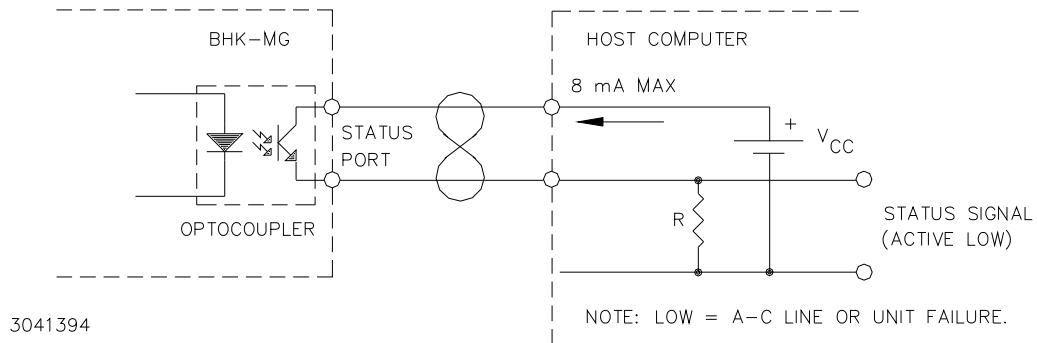 BHK-MG
HOST COMPUTER
8 mA MAX
STATUS
PORT
+
VCC
OPTOCOUPLER
R
STATUS SIGNAL
(ACTIVE LOW)
3041394
NOTE: LOW = A-C LINE OR UNIT FAILURE.